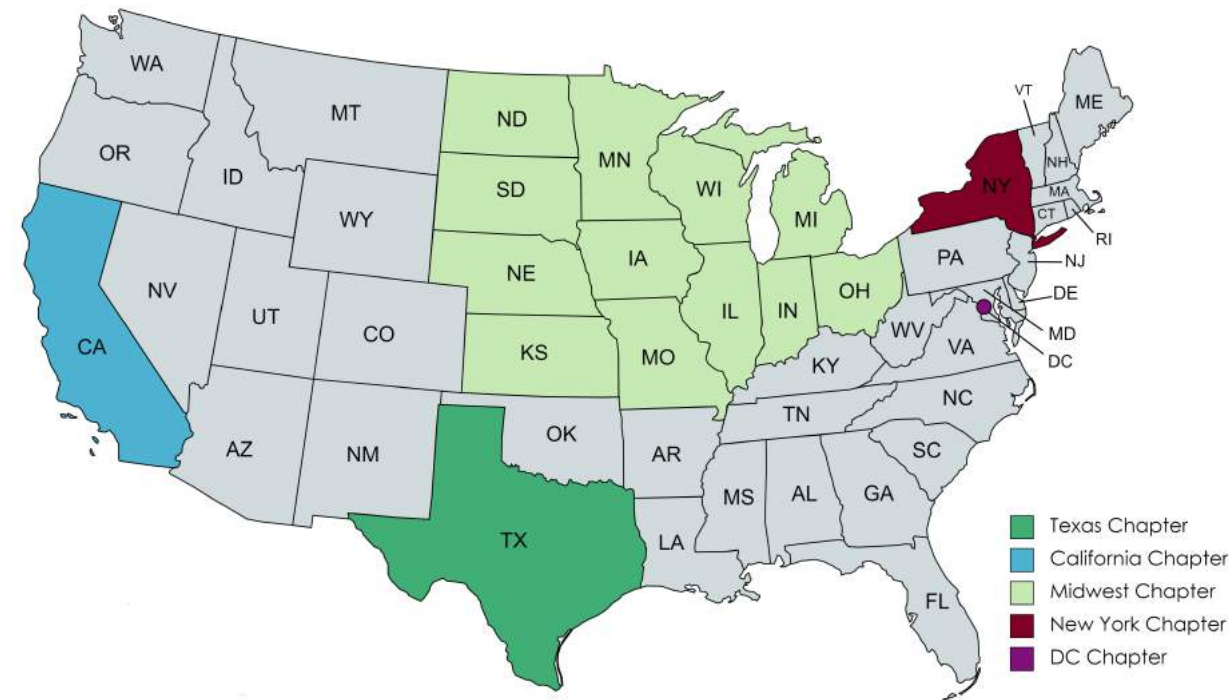 WA
MT
ND
MN
VT
ME
OR
ID
SD
WI
MI
NH
NY
MA
CT
RI
WY
NE
IA
PA
NJ
NV
UT
CO
IL
IN
OH
DE
CA
KS
MO
WV
VA
MD
DC
KY
AZ
NM
OK
AR
TN
NC
SC
MS
AL
GA
TX
LA
FL
Texas Chapter
California Chapter
Midwest Chapter
New York Chapter
DC Chapter